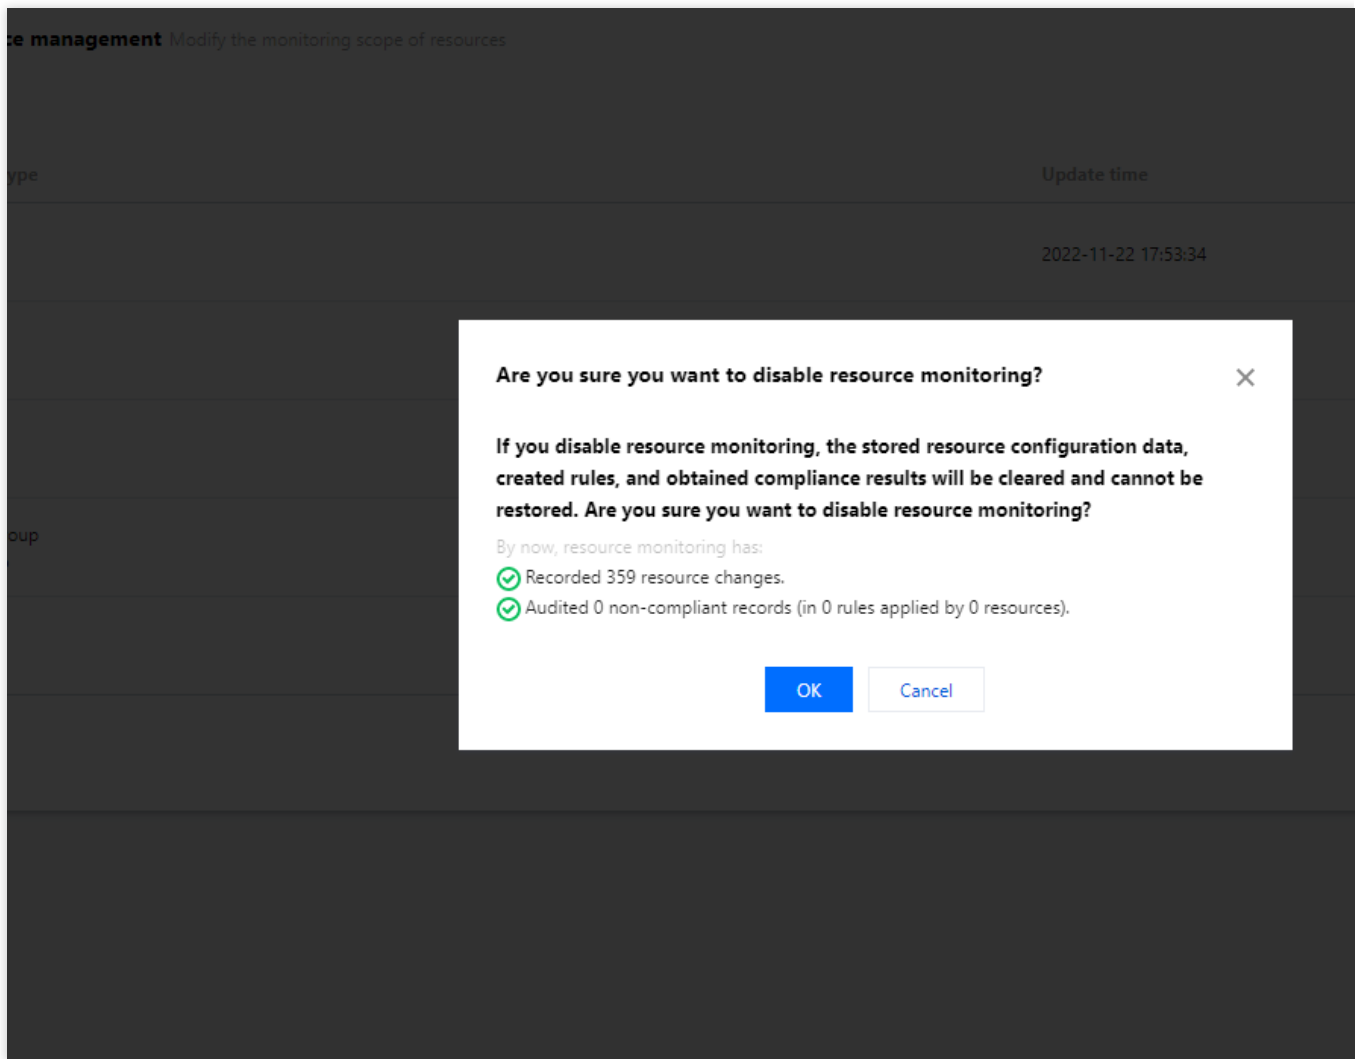 ce management Modify the monitoring scope of resources
ype
Update time
2022-11-22 17:53:34
Are you sure you want to disable resource monitoring?
If you disable resource monitoring, the stored resource configuration data,
created rules, and obtained compliance results will be cleared and cannot be
restored. Are you sure you want to disable resource monitoring?
oup
By now, resource monitoring has:
Recorded 359 resource changes.
Audited 0 non-compliant records (in 0 rules applied by 0 resources).
OK
Cancel